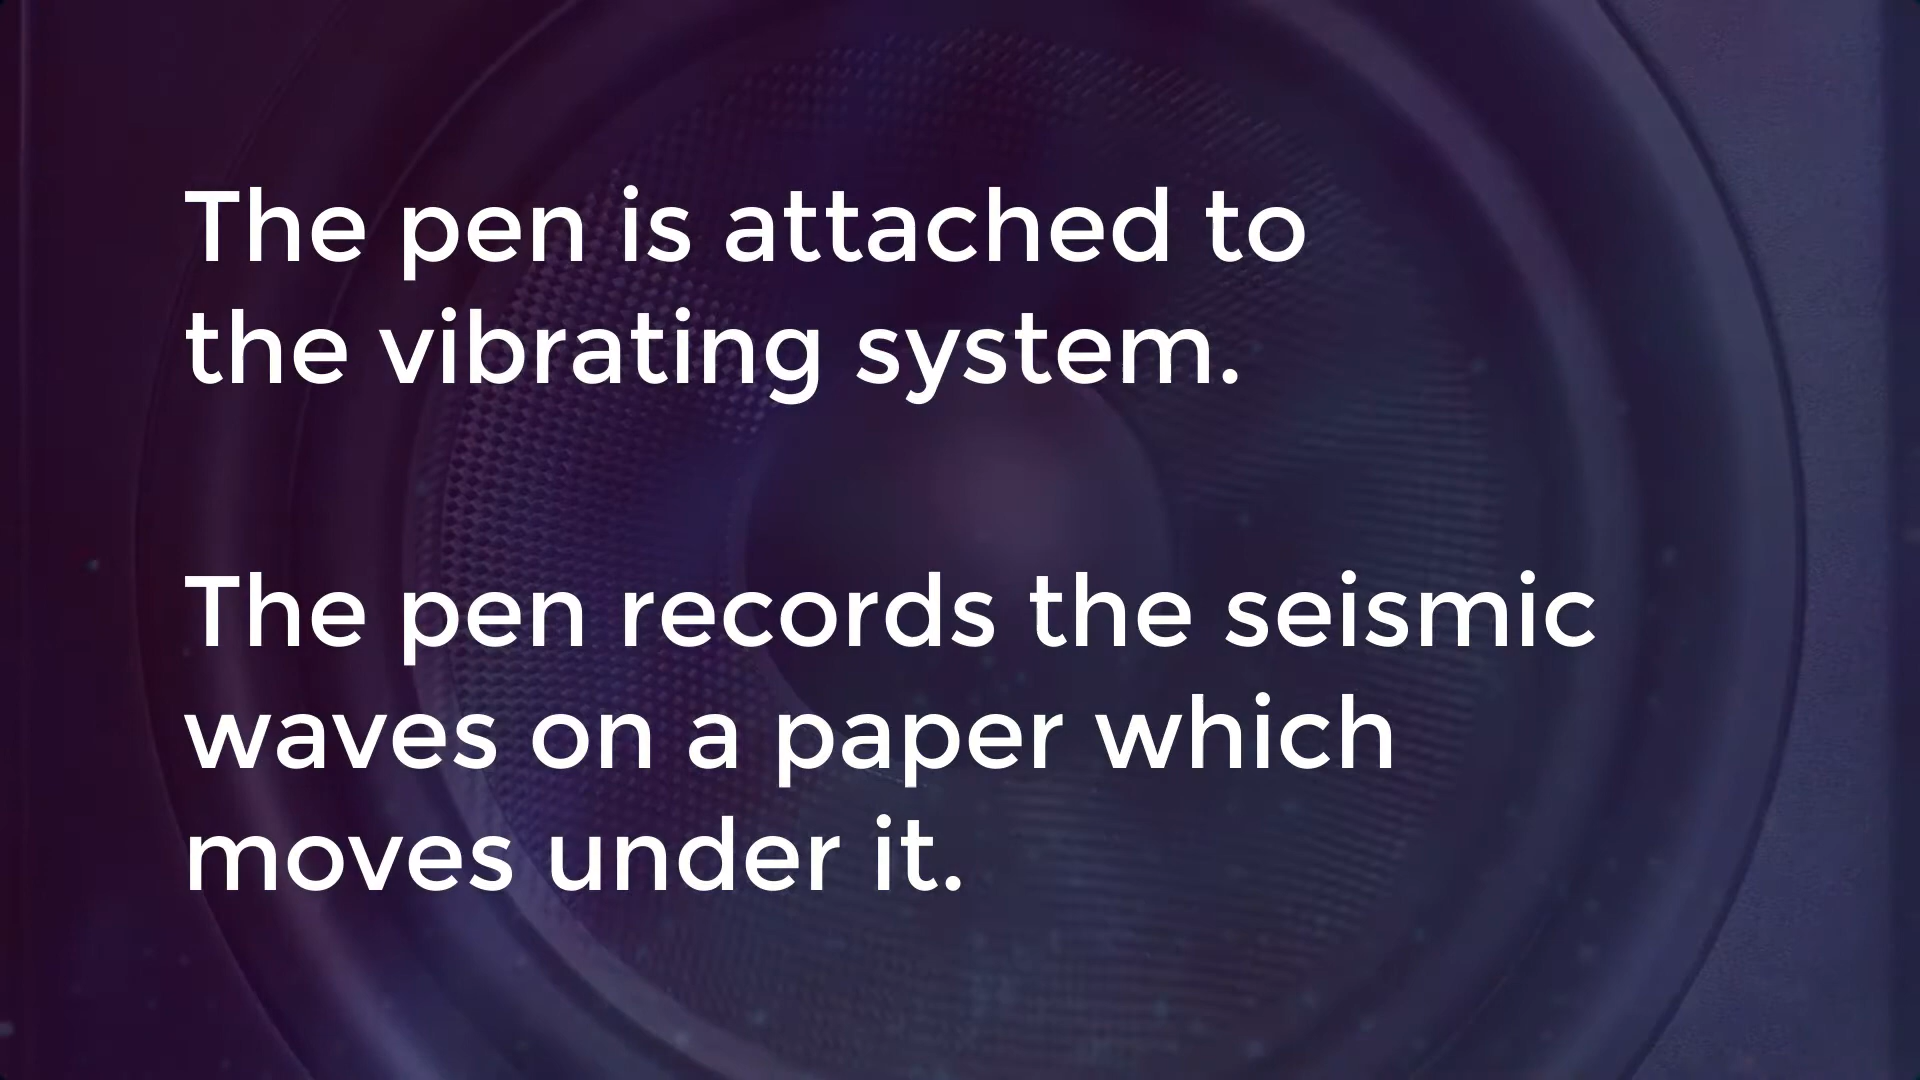 The pen is attached to
the vibrating system.
The pen records the seismic
waves on a paper which
moves under it.